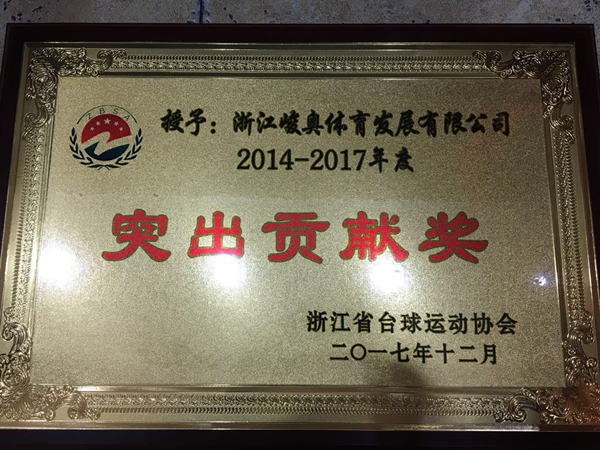 ZBSA
授予：浙江峻奥体育发展有限公司
2014-2017年度
突出贡献奖
浙江省台球运动协会
二〇一七年十二月